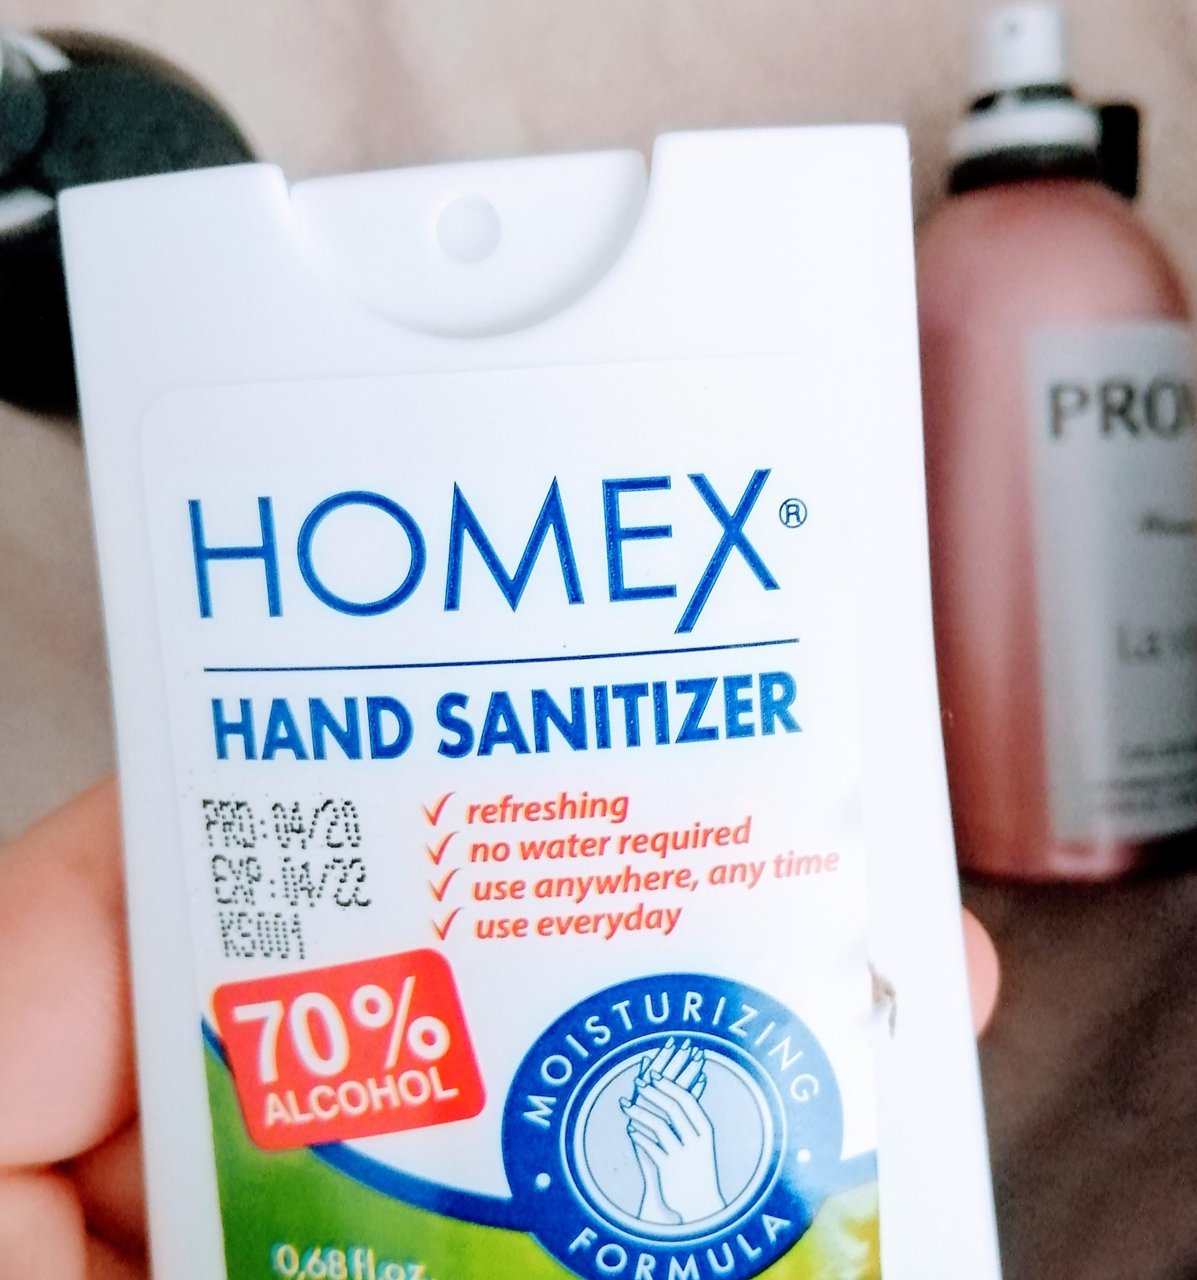 HOMEX®
HAND SANITIZER
PRD:04/20
EXP:04/22
KS001
✓ refreshing
✓ no water required
✓ use anywhere, any time
✓ use everyday
70%
ALCOHOL
• MOISTURIZING •
FORMULA
0,68 fl.oz.
PRO